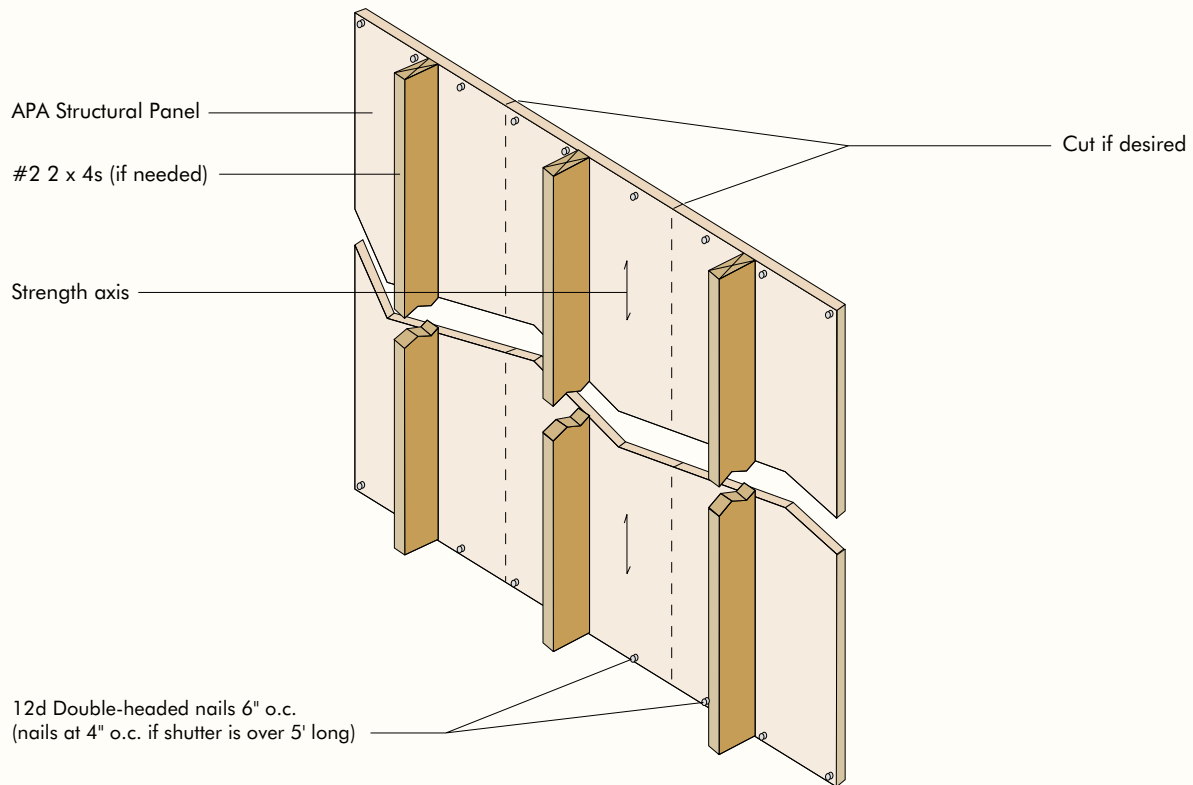 APA Structural Panel
Cut if desired
#2 2 x 4s (if needed)
Strength axis
12d Double-headed nails 6" o.c.
(nails at 4" o.c. if shutter is over 5' long)